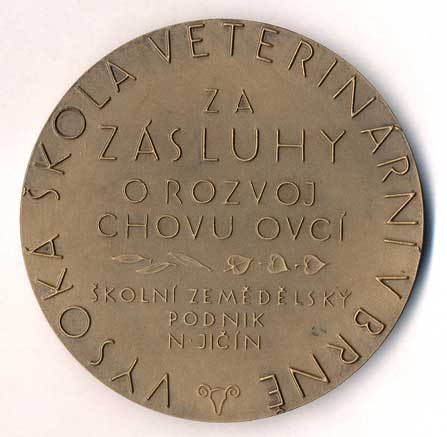 VYSOKÁ ŠKOLA VETERINÁRNÍ V BRNĚ
ZA
ZÁSLUHY
O ROZVOJ
CHOVU OVCÍ
ŠKOLNÍ ZEMĚDĚLSKÝ
PODNIK
N·JIČÍN